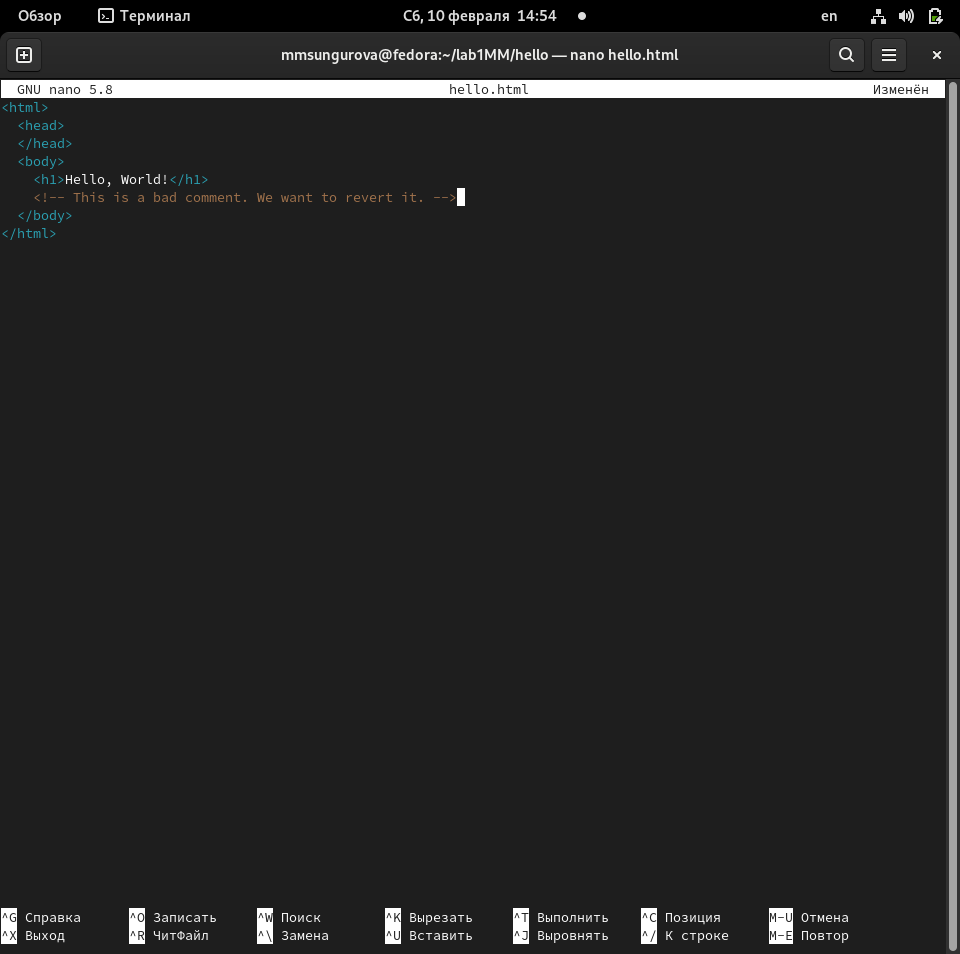 Обзор Терминал Сб, 10 февраля 14:54 en
mmsungurova@fedora:~/lab1MM/hello — nano hello.html
GNU nano 5.8 hello.html Изменён
<html>
  <head>
  </head>
  <body>
    <h1>Hello, World!</h1>
    <!-- This is a bad comment. We want to revert it. -->
  </body>
</html>
^G Справка ^O Записать ^W Поиск ^K Вырезать ^T Выполнить ^C Позиция M-U Отмена
^X Выход ^R ЧитФайл ^\ Замена ^U Вставить ^J Выровнять ^/ К строке M-E Повтор